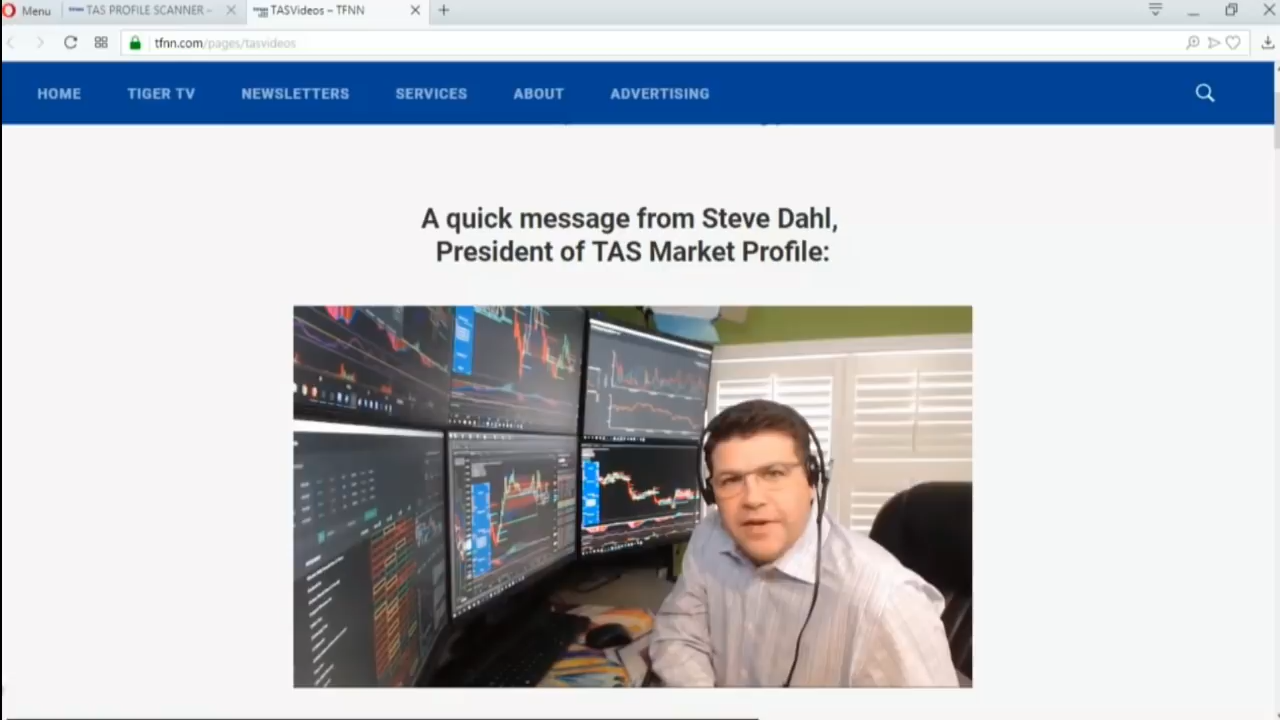 Menu
TAS PROFILE SCANNER –
TASVideos – TFNN
tfnn.com/pages/tasvideos
HOME
TIGER TV
NEWSLETTERS
SERVICES
ABOUT
ADVERTISING
A quick message from Steve Dahl,
President of TAS Market Profile: